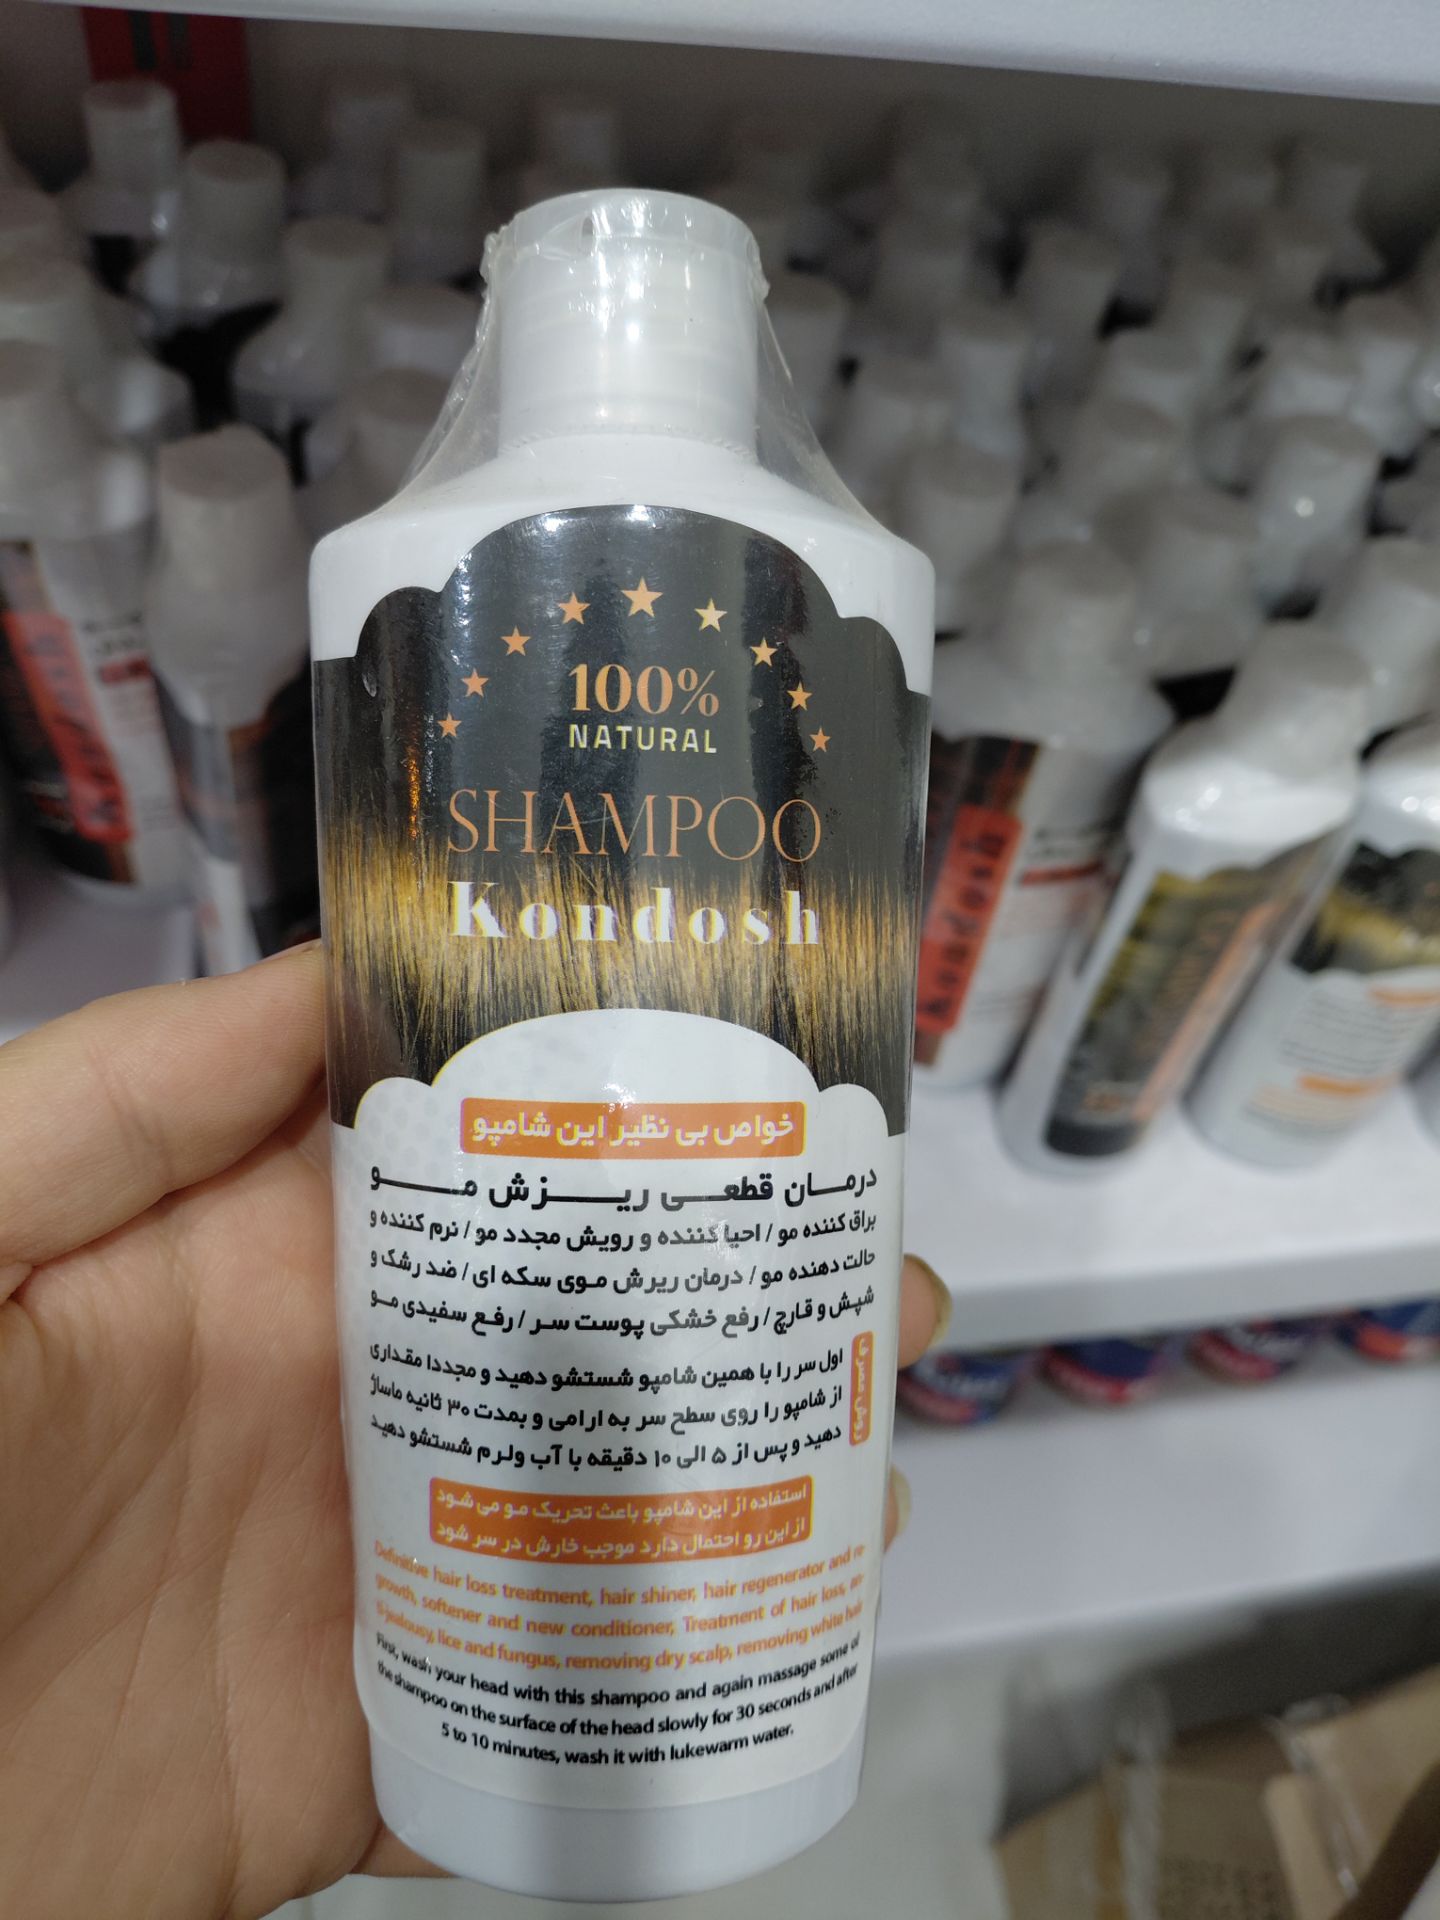 100%
NATURAL
SHAMPOO
Kondosh
خواص بی نظیر این شامپو
درمان قطعی ریزش مو
براق کننده مو / احیا کننده و رویش مجدد مو / نرم کننده و
حالت دهنده مو / درمان ریرش موی سکه ای / ضد رشک و
شپش و قارچ / رفع خشکی پوست سر / رفع سفیدی مو
روش مصرف
اول سر را با همین شامپو شستشو دهید و مجددا مقداری
از شامپو را روی سطح سر به ارامی و بمدت ۳۰ ثانیه ماساژ
دهید و پس از ۵ الی ۱۰ دقیقه با آب ولرم شستشو دهید
استفاده از این شامپو باعث تحریک مو می شود
از این رو احتمال دارد موجب خارش در سر شود
Definitive hair loss treatment, hair shiner, hair regenerator and re-
growth, softener and new conditioner, Treatment of hair loss, an-
ti-jealousy, lice and fungus, removing dry scalp, removing white hair
First, wash your head with this shampoo and again massage some of
the shampoo on the surface of the head slowly for 30 seconds and after
5 to 10 minutes, wash it with lukewarm water.
Kondosh
Kondosh